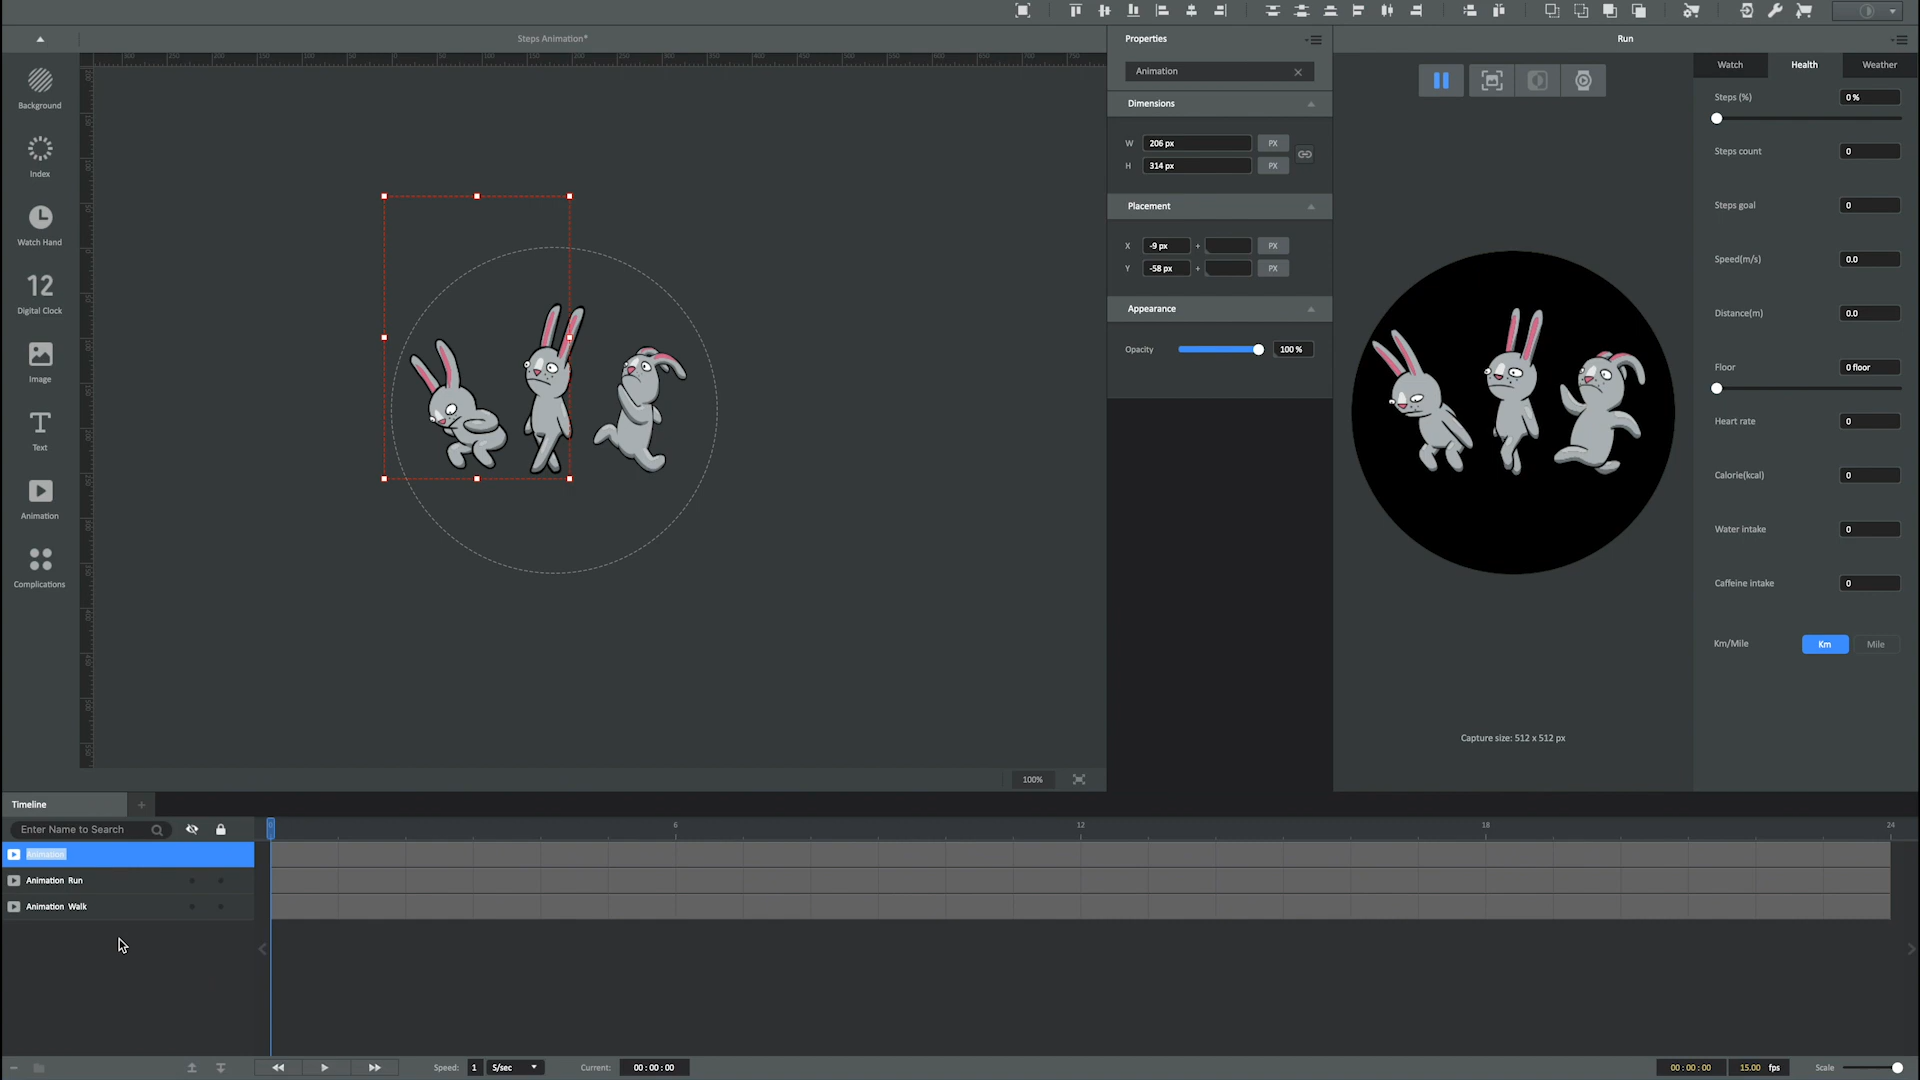 Steps Animation*
Properties
Run
Animation
Watch
Health
Weather
Background
Index
Watch Hand
12
Digital Clock
Image
Text
Animation
Complications
Dimensions
W 206 px PX
H 314 px PX
Placement
X -9 px + PX
Y -58 px + PX
Appearance
Opacity 100 %
Steps (%) 0 %
Steps count 0
Steps goal 0
Speed(m/s) 0.0
Distance(m) 0.0
Floor 0 floor
Heart rate 0
Calorie(kcal) 0
Water intake 0
Caffeine intake 0
Km/Mile Km Mile
Capture size: 512 x 512 px
100%
Timeline +
Enter Name to Search
0 6 12 18 24
Animation
Animation Run
Animation Walk
Speed: 1 S/sec Current: 00 : 00 : 00
00 : 00 : 00 15.00 fps Scale